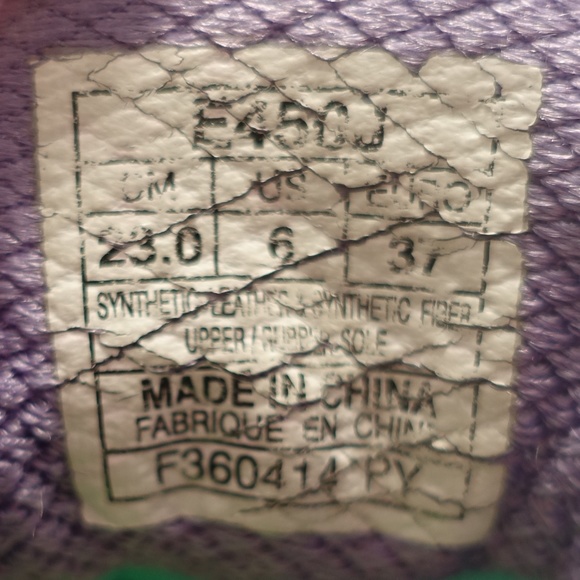 E450J
CM US EURO
23.0 6 37
SYNTHETIC LEATHER & SYNTHETIC FIBER
UPPER / RUBBER SOLE
MADE IN CHINA
FABRIQUE EN CHINE
F360414 PY